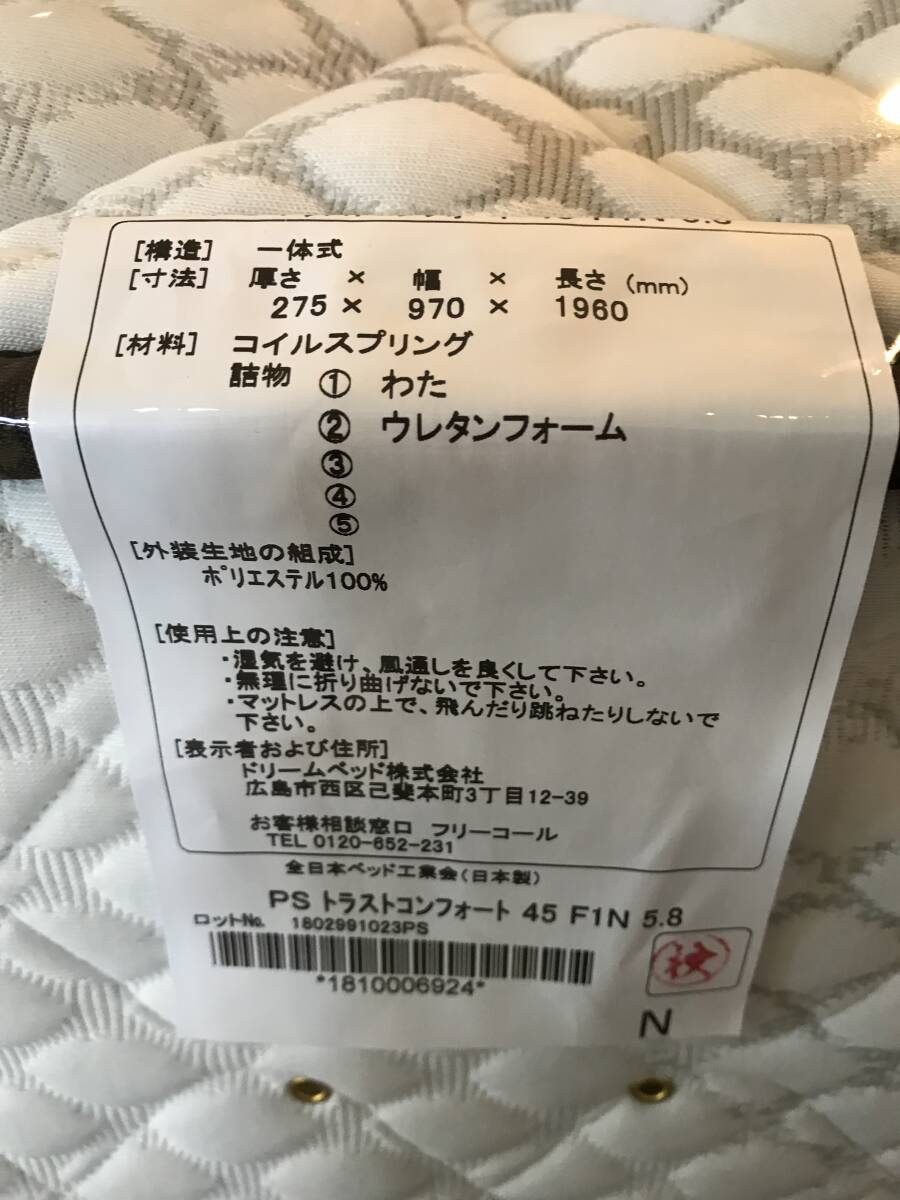 [構造] 一体式
[寸法] 厚さ × 幅 × 長さ (mm)
275 × 970 × 1960
[材料] コイルスプリング
詰物 ① わた
② ウレタンフォーム
③
④
⑤
[外装生地の組成]
ポリエステル100%
[使用上の注意]
・湿気を避け、風通しを良くして下さい。
・無理に折り曲げないで下さい。
・マットレスの上で、飛んだり跳ねたりしないで
下さい。
[表示者および住所]
ドリームベッド株式会社
広島市西区己斐本町3丁目12-39
お客様相談窓口 フリーコール
TEL 0120-652-231
全日本ベッド工業会(日本製)
PS トラストコンフォート 45 F1N 5.8
ロットNo. 1802991023PS
*1810006924*
検
N